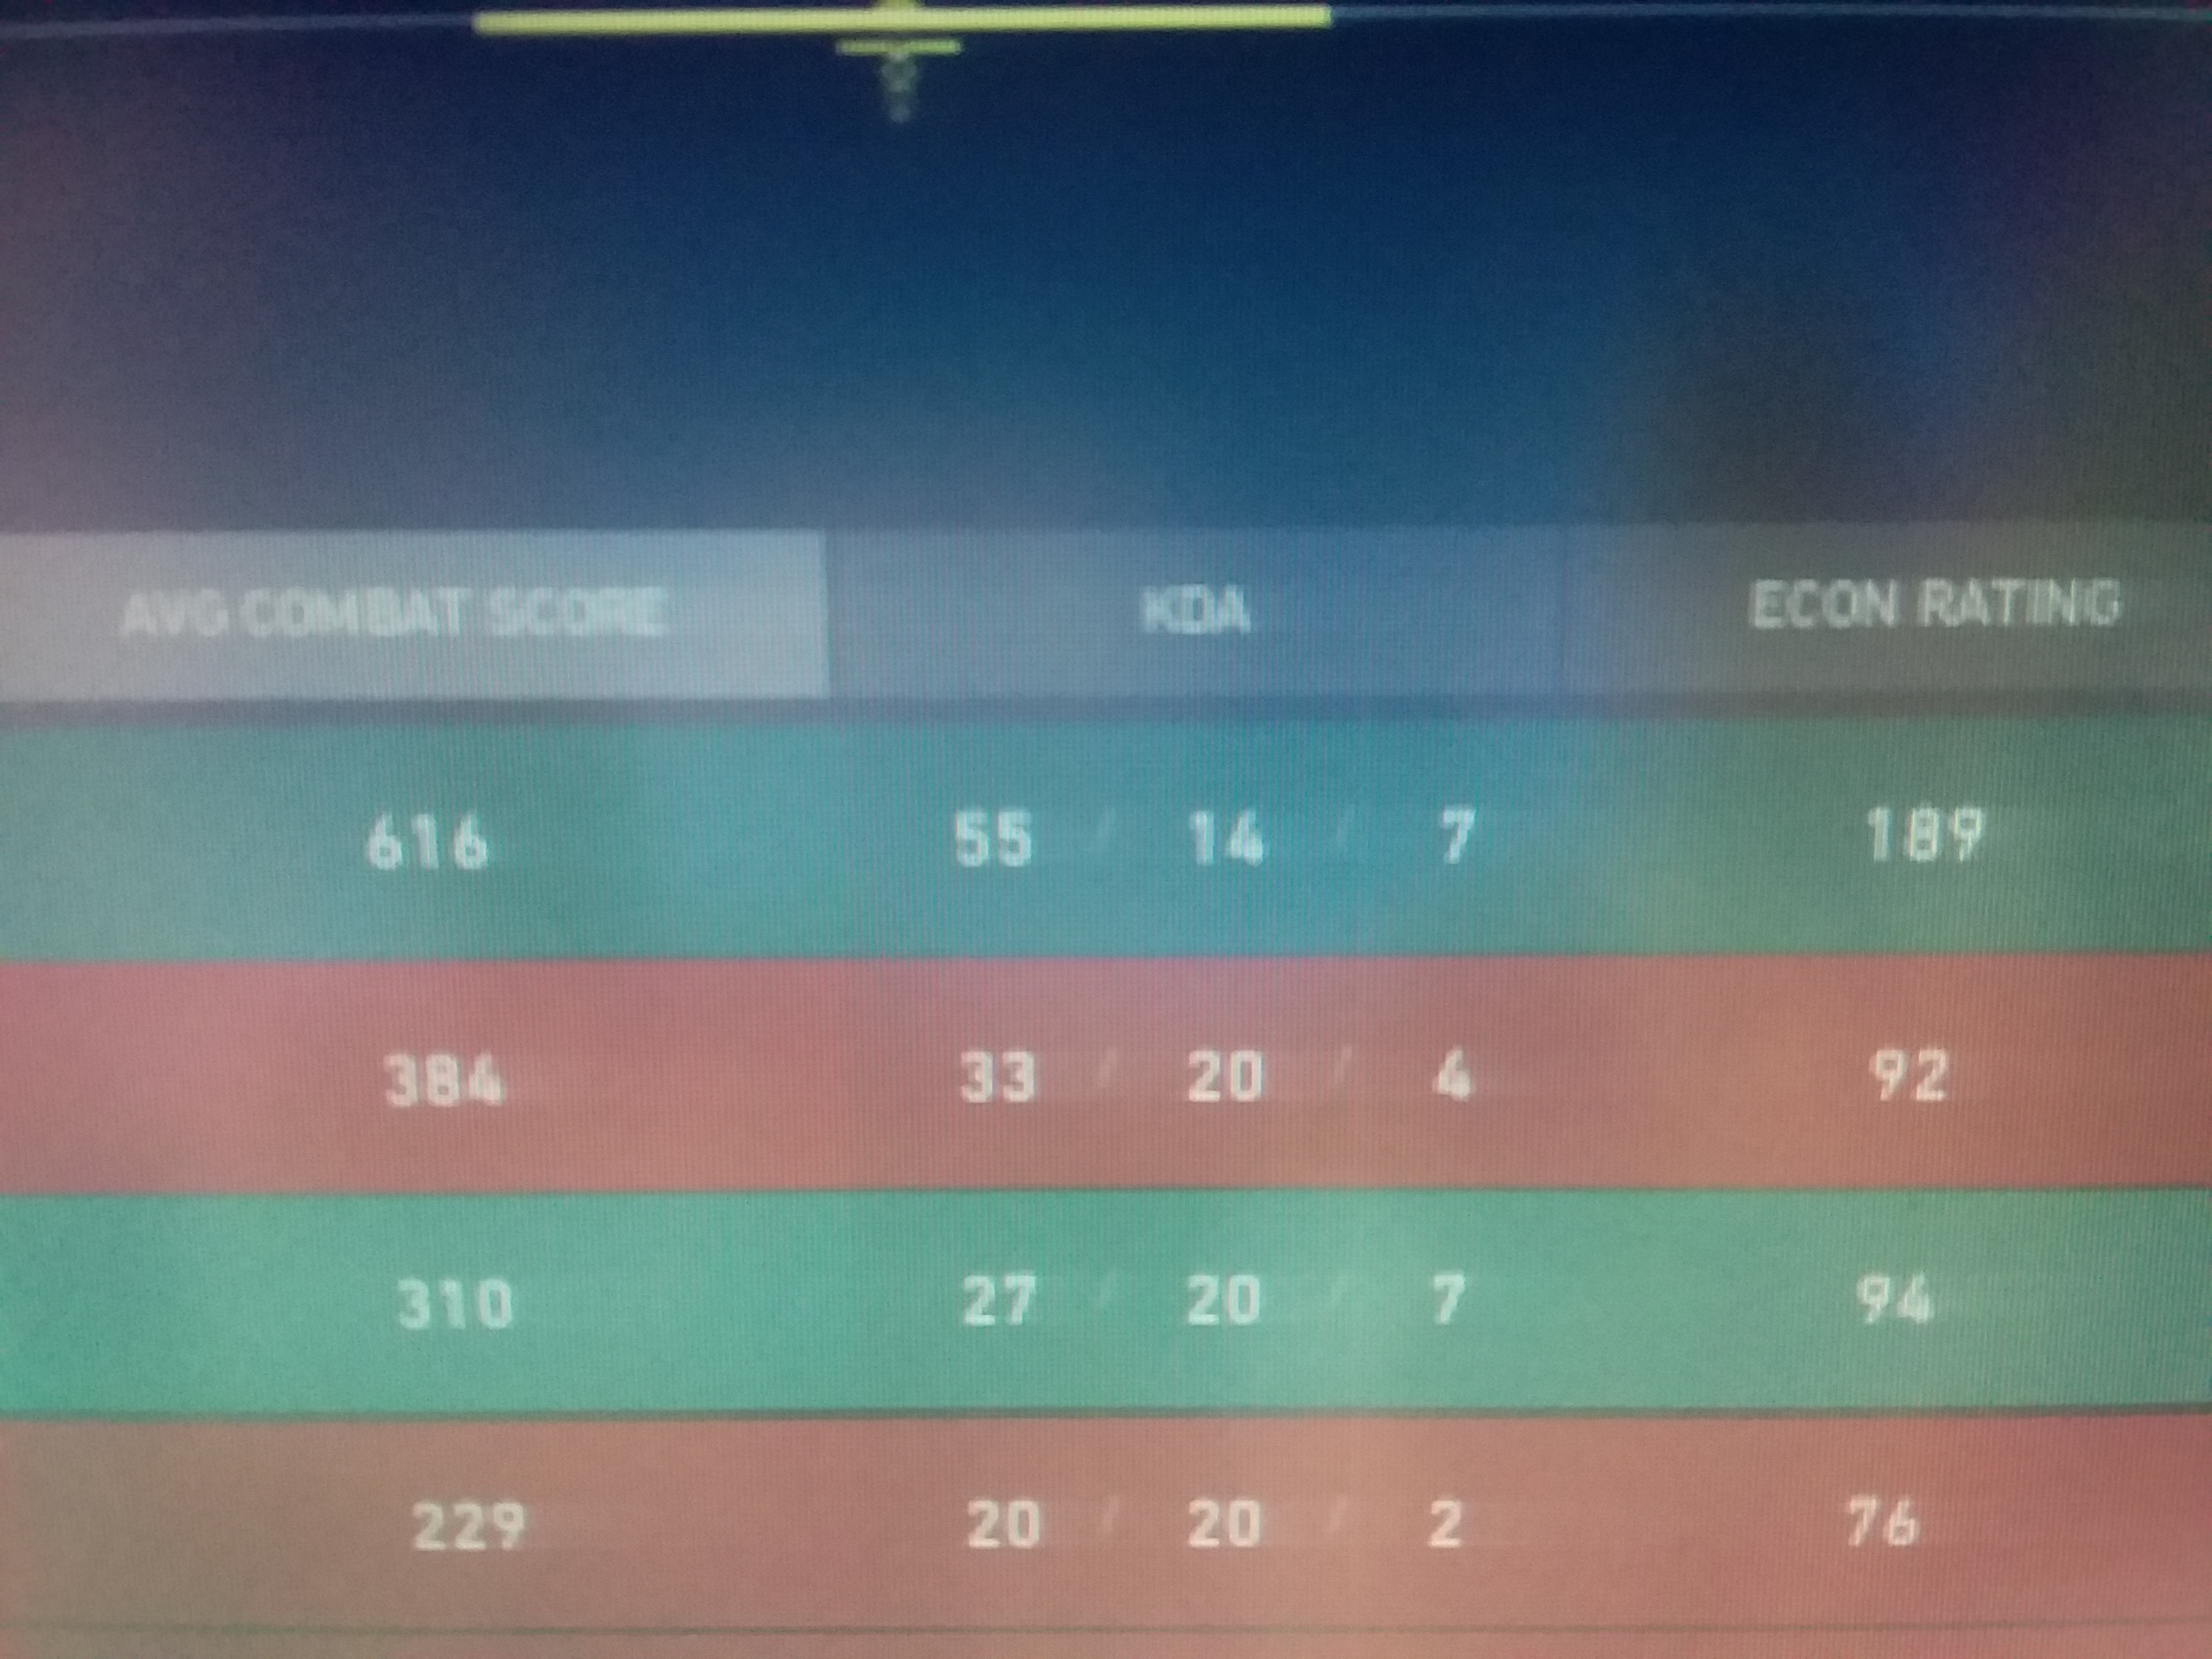 AVG COMBAT SCORE KDA ECON RATING
616 55 / 14 / 7 189
384 33 / 20 / 4 92
310 27 / 20 / 7 94
229 20 / 20 / 2 76